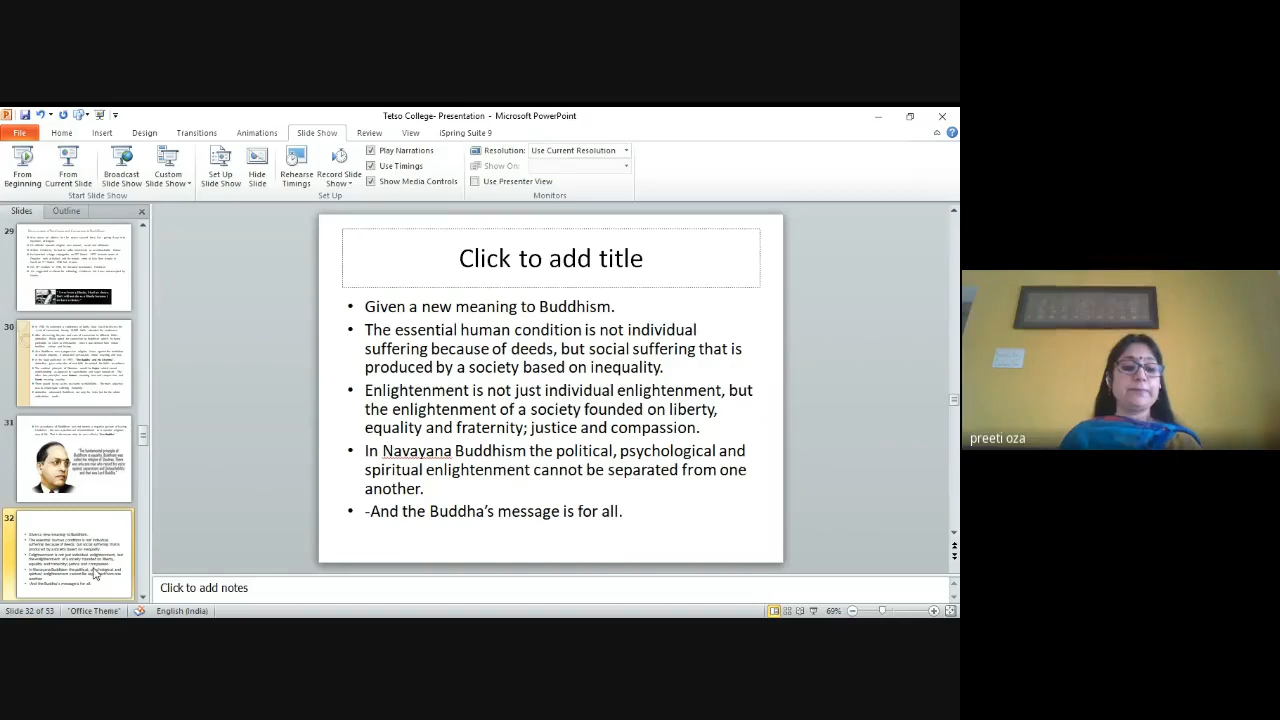 Tetso College- Presentation - Microsoft PowerPoint
File Home Insert Design Transitions Animations Slide Show Review View iSpring Suite 9
From Beginning
From Current Slide
Broadcast Slide Show
Custom Slide Show
Start Slide Show
Set Up Slide Show
Hide Slide
Rehearse Timings
Record Slide Show
Play Narrations
Use Timings
Show Media Controls
Set Up
Resolution: Use Current Resolution
Show On:
Use Presenter View
Monitors
Slides Outline
29
30
31
32
Click to add title
• Given a new meaning to Buddhism.
• The essential human condition is not individual
suffering because of desire, but social suffering that is
produced by a society based on inequality.
• Enlightenment is not just individual enlightenment, but
the enlightenment of a society founded on liberty,
equality and fraternity, justice and compassion.
• In Navayana Buddhism the political, psychological and
spiritual enlightenment cannot be separated from one
another.
• -And the Buddha's message is for all.
Click to add notes
Slide 32 of 53 "Office Theme" English (India) 69%
preeti oza